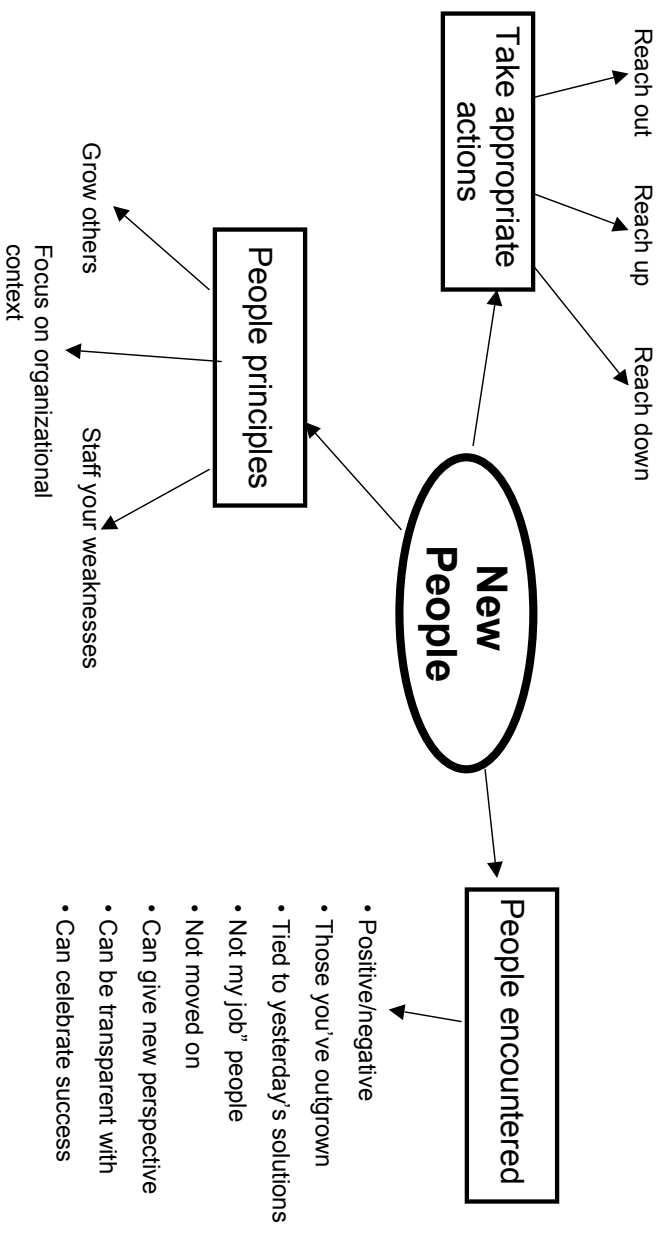 Reach out
Reach up
Reach down
Take appropriate
actions
New
People
People principles
Grow others
Focus on organizational
context
Staff your weaknesses
People encountered
• Positive/negative
• Those you’ve outgrown
• Tied to yesterday’s solutions
• Not my job” people
• Not moved on
• Can give new perspective
• Can be transparent with
• Can celebrate success